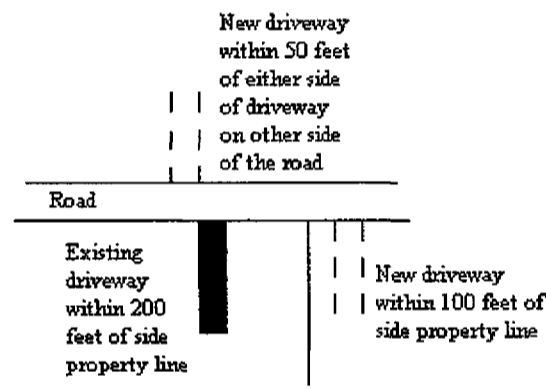 New driveway
within 50 feet
of either side
of driveway
on other side
of the road
Road
Existing
driveway
within 200
feet of side
property line
New driveway
within 100 feet of
side property line